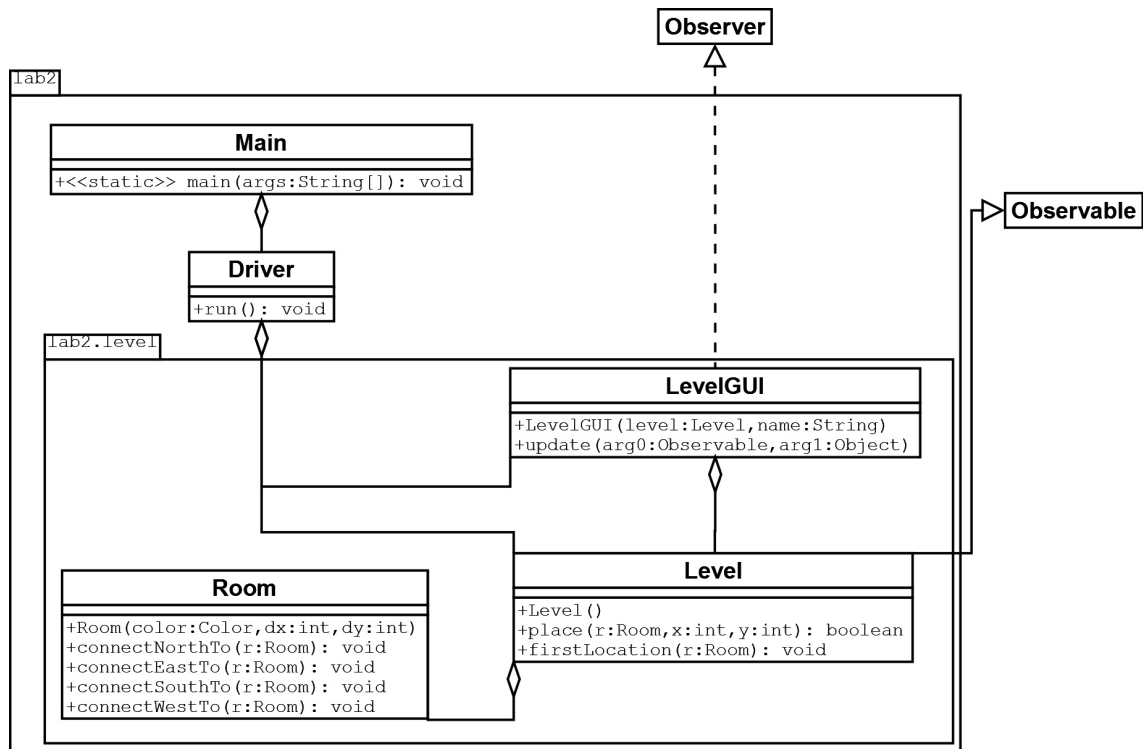 Observer
lab2
Main
+<<static>> main(args:String[]): void
Observable
Driver
+run(): void
lab2.level
LevelGUI
+LevelGUI(level:Level,name:String)
+update(arg0:Observable,arg1:Object)
Room
+Room(color:Color,dx:int,dy:int)
+connectNorthTo(r:Room): void
+connectEastTo(r:Room): void
+connectSouthTo(r:Room): void
+connectWestTo(r:Room): void
Level
+Level()
+place(r:Room,x:int,y:int): boolean
+firstLocation(r:Room): void